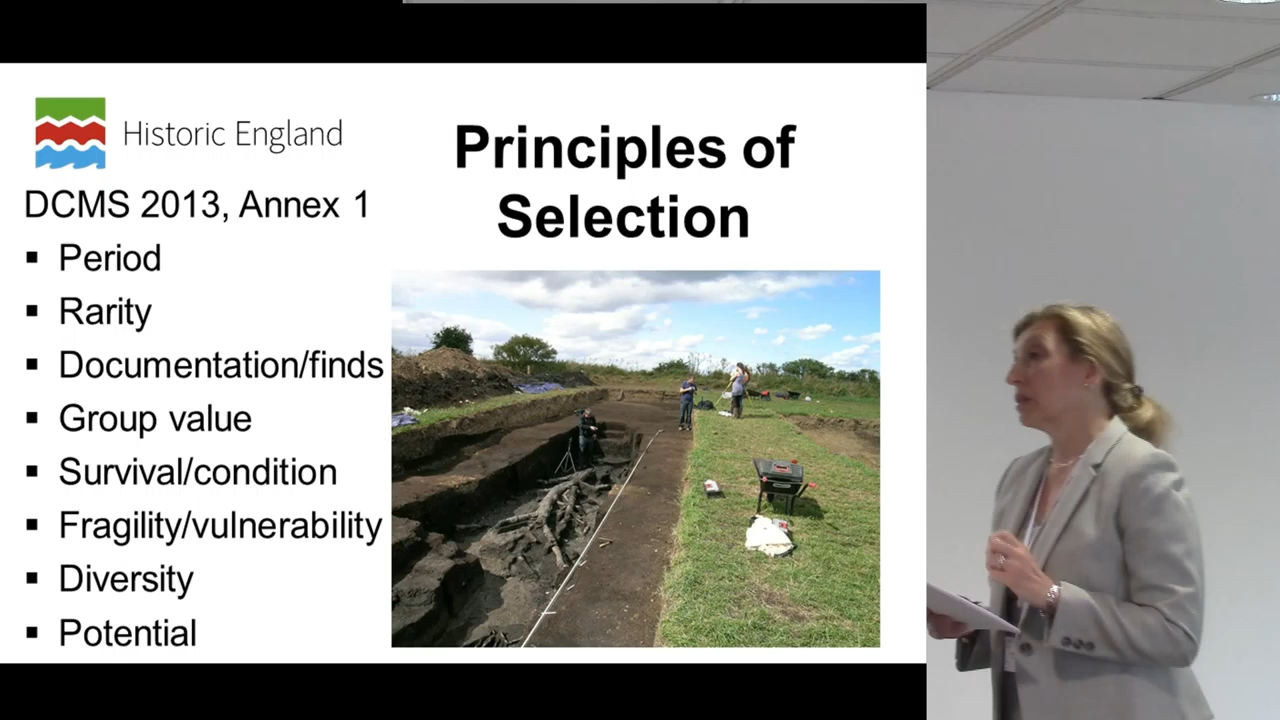 Historic England
Principles of
Selection
DCMS 2013, Annex 1
▪ Period
▪ Rarity
▪ Documentation/finds
▪ Group value
▪ Survival/condition
▪ Fragility/vulnerability
▪ Diversity
▪ Potential